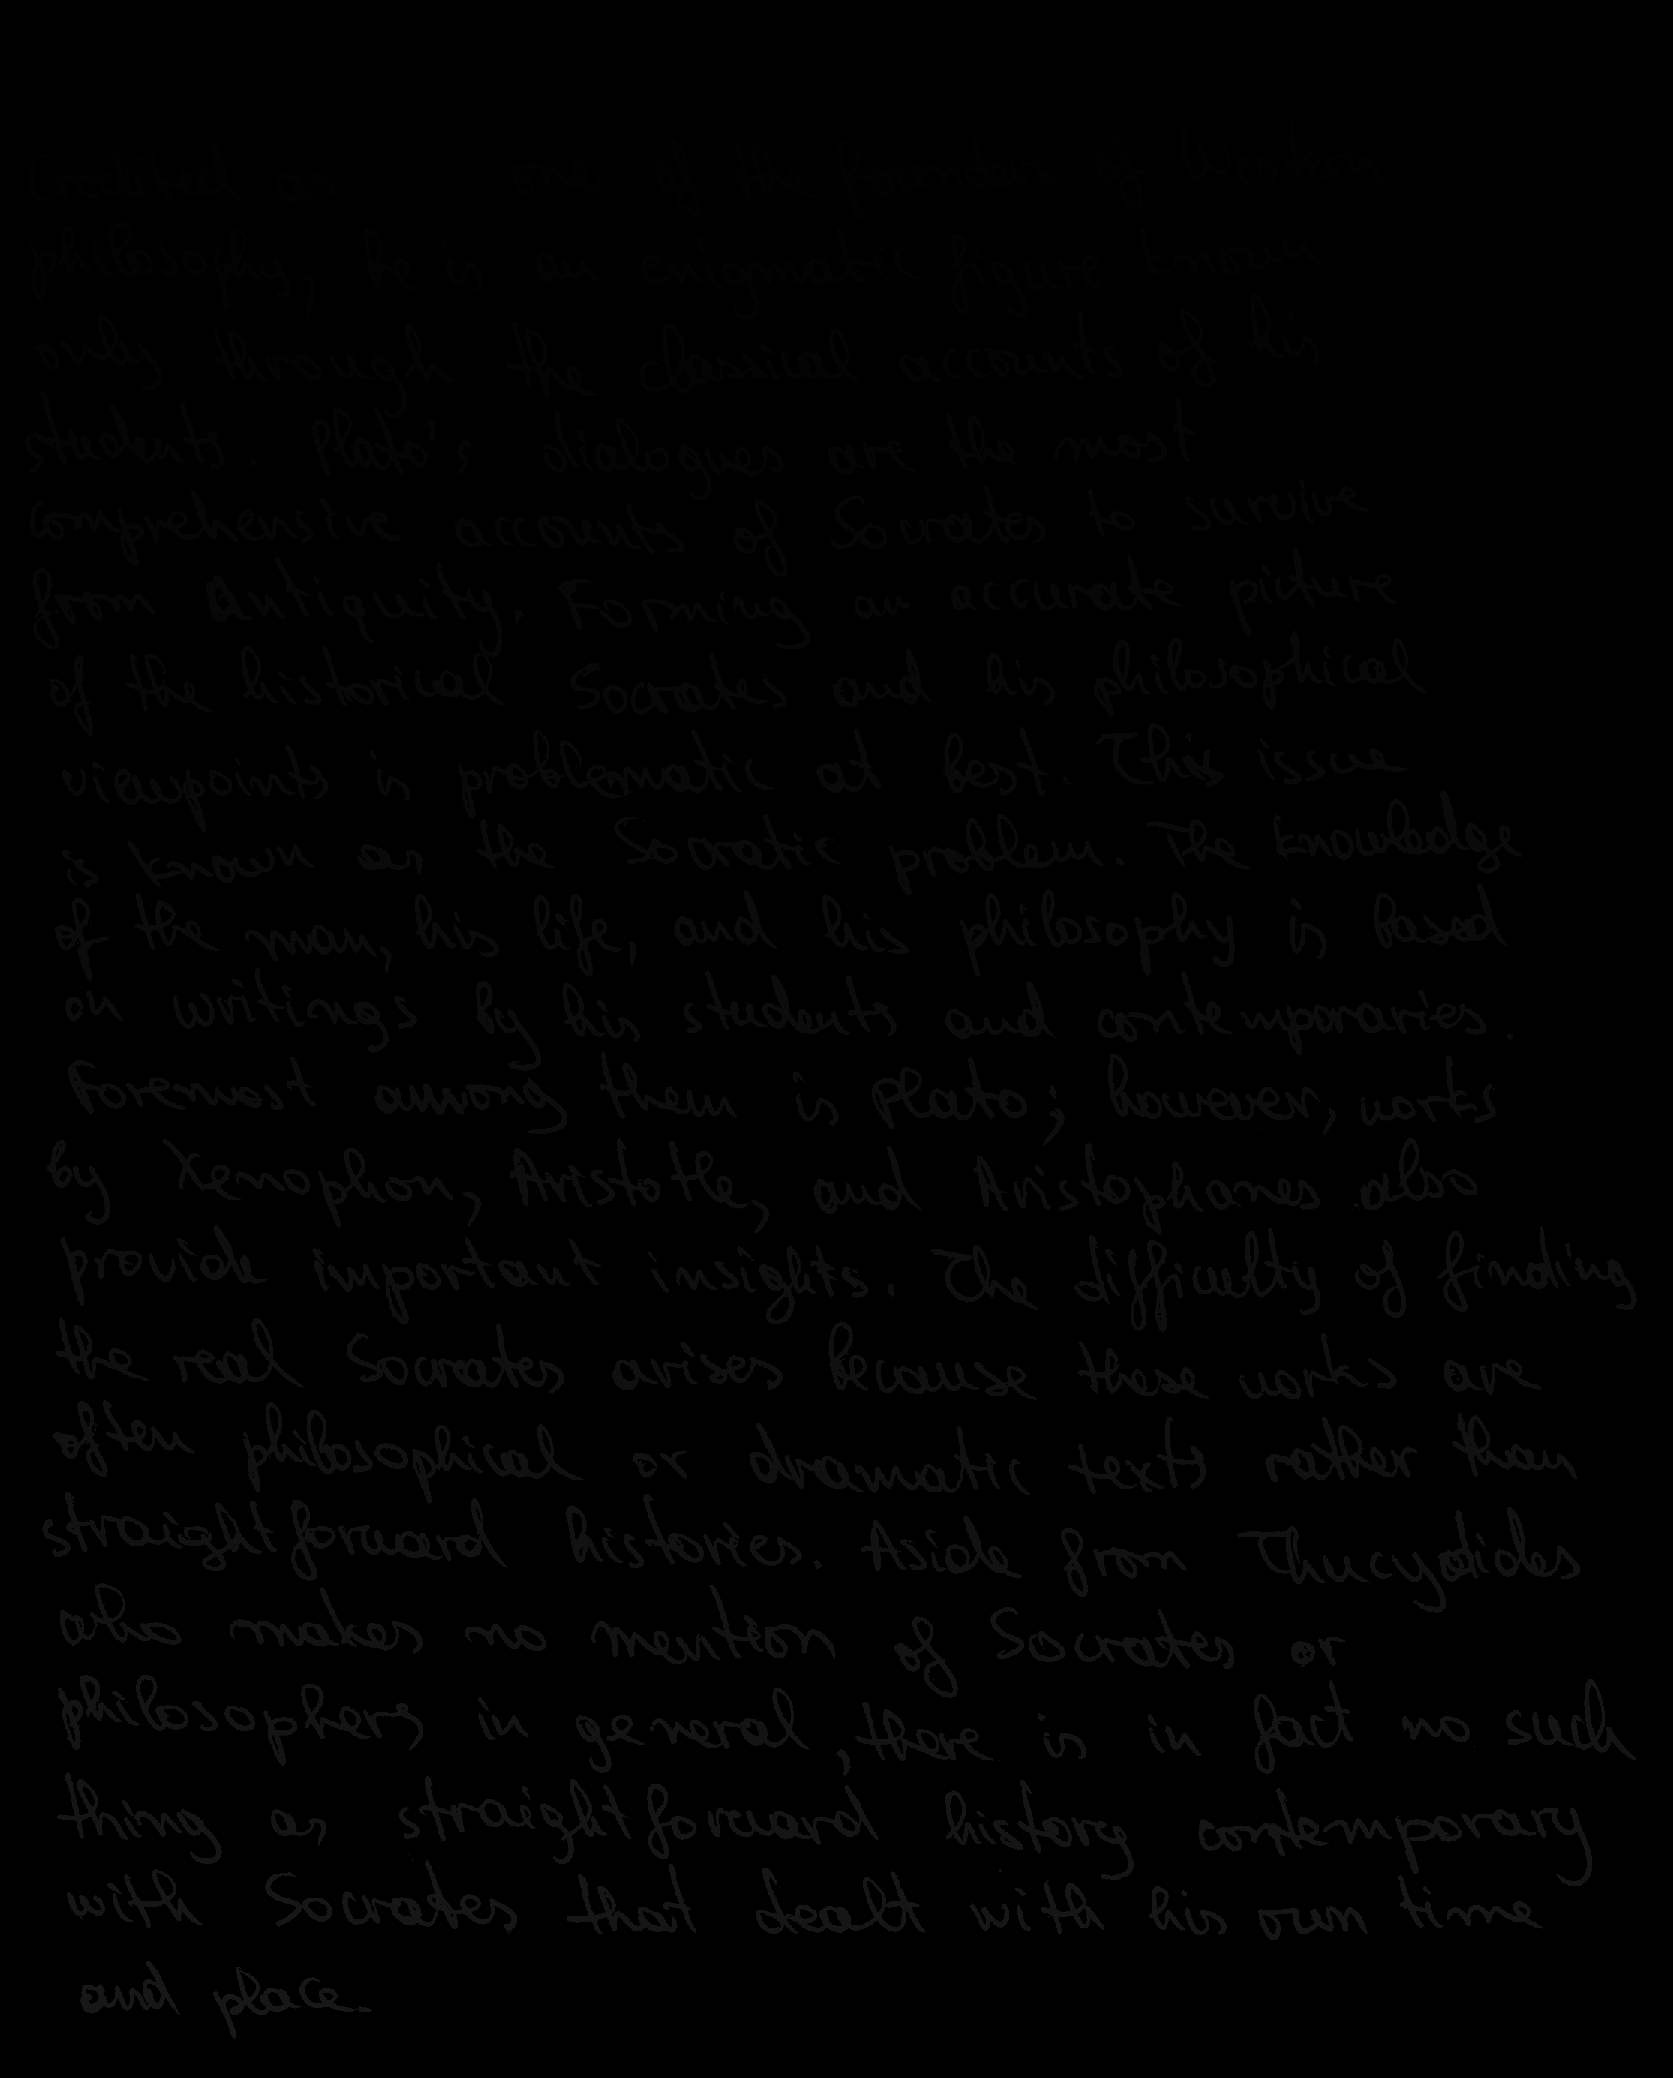 Socrates was a classical Greek philosopher
Credited as one of the founders of Western
philosophy, he is an enigmatic figure known
only through the classical accounts of his
students. Plato's dialogues are the most
comprehensive accounts of Socrates to survive
from antiquity. Forming an accurate picture
of the historical Socrates and his philosophical
viewpoints is problematic at best. This issue
is known as the Socratic problem. The knowledge
of the man, his life, and his philosophy is based
on writings by his students and contemporaries.
Foremost among them is Plato; however, works
by Xenophon, Aristotle, and Aristophanes also
provide important insights. The difficulty of finding
the real Socrates arises because these works are
often philosophical or dramatic texts rather than
straightforward histories. Aside from Thucydides
who makes no mention of Socrates or
philosophers in general, there is in fact no such
thing as straightforward history contemporary
with Socrates that dealt with his own time
and place.